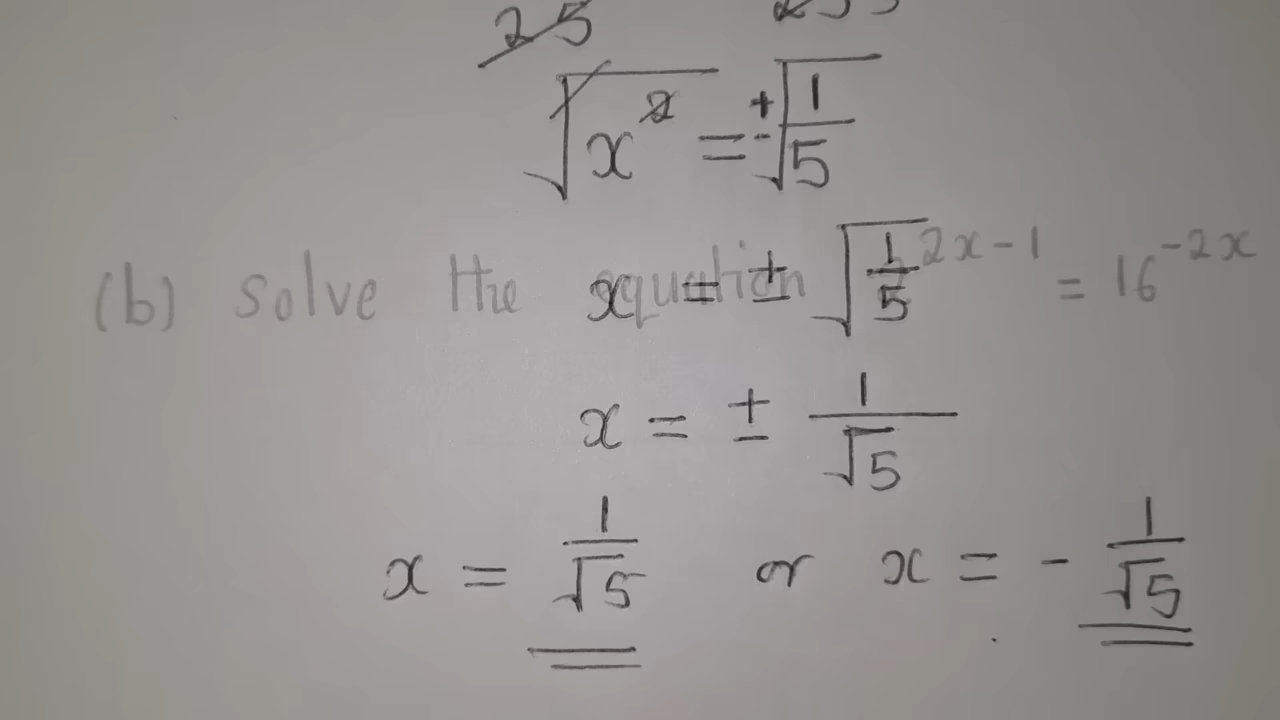 25
√x² = ±√1/5
(b) Solve the equation 2x-1 = 16^-2x
x = ± √1/5
x = ± 1/√5
x = 1/√5 or x = - 1/√5